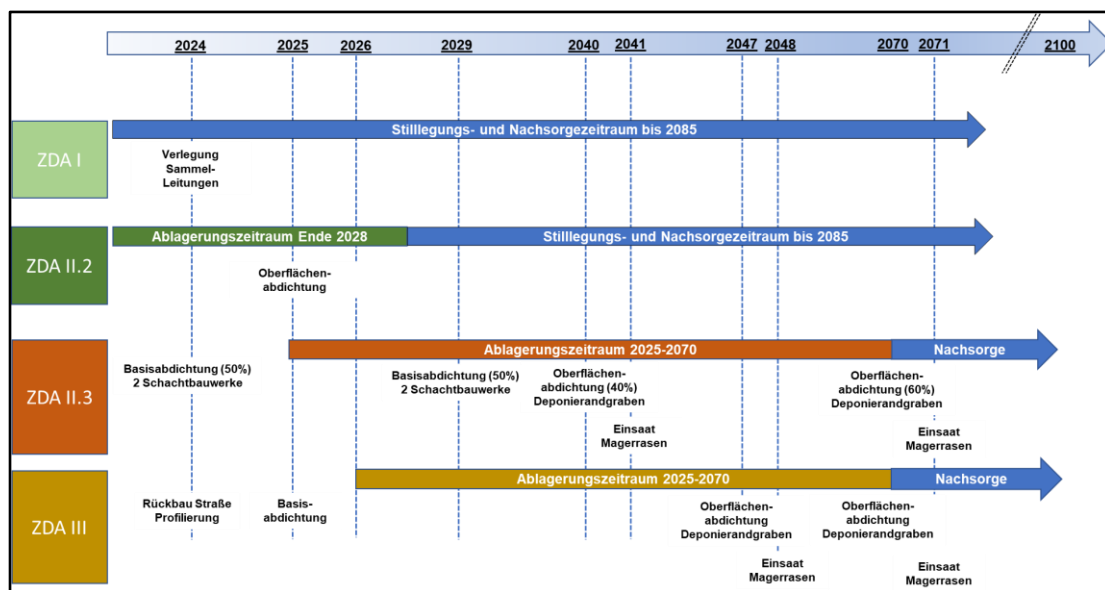 2024 2025 2026 2029 2040 2041 2047 2048 2070 2071 2100
ZDA I
Stilllegungs- und Nachsorgezeitraum bis 2085
Verlegung
Sammel-
Leitungen
ZDA II.2
Ablagerungszeitraum Ende 2028
Stilllegungs- und Nachsorgezeitraum bis 2085
Oberflächen-
abdichtung
ZDA II.3
Ablagerungszeitraum 2025-2070
Nachsorge
Basisabdichtung (50%)
2 Schachtbauwerke
Basisabdichtung (50%)
2 Schachtbauwerke
Oberflächen-
abdichtung (40%)
Deponierandgraben
Einsaat
Magerrasen
Oberflächen-
abdichtung (60%)
Deponierandgraben
Einsaat
Magerrasen
ZDA III
Ablagerungszeitraum 2025-2070
Nachsorge
Rückbau Straße
Profilierung
Basis-
abdichtung
Oberflächen-
abdichtung
Deponierandgraben
Einsaat
Magerrasen
Oberflächen-
abdichtung
Deponierandgraben
Einsaat
Magerrasen